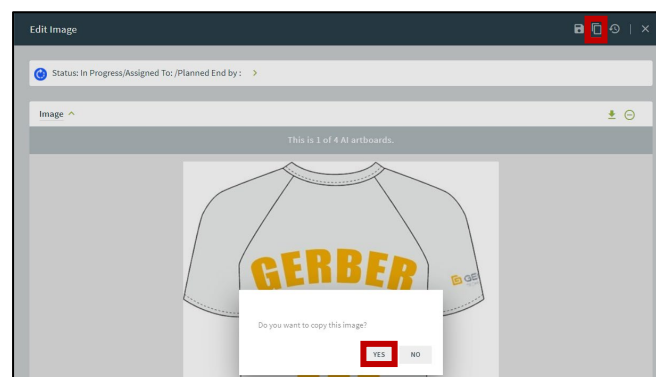 Edit Image
Status: In Progress/Assigned To: /Planned End by :
Image
This is 1 of 4 AI artboards.
GERBER
GE
Do you want to copy this image?
YES NO